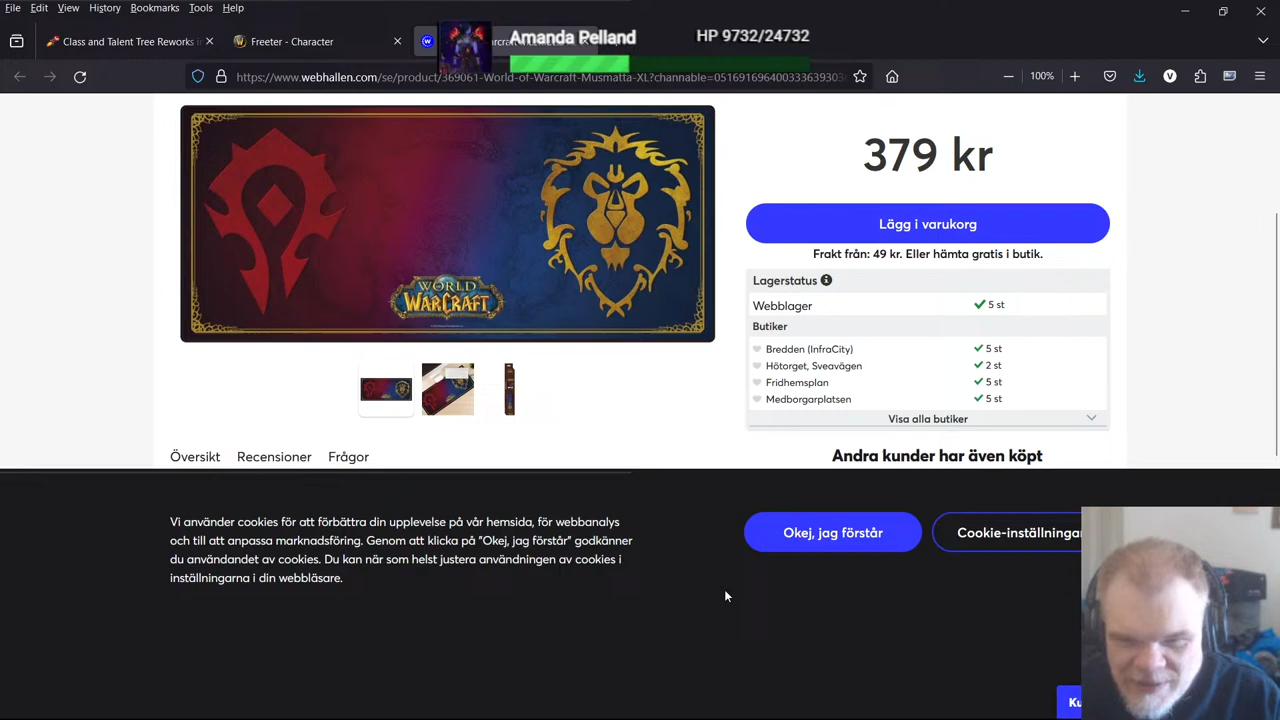 File Edit View History Bookmarks Tools Help
Class and Talent Tree Reworks in
Freeter - Character
Amanda Pelland
HP 9732/24732
https://www.webhallen.com/se/product/369061-World-of-Warcraft-Musmatta-XL?channable=
100%
WORLD
OF
WARCRAFT
379 kr
Lägg i varukorg
Frakt från: 49 kr. Eller hämta gratis i butik.
Lagerstatus
Webblager 5 st
Butiker
Bredden (InfraCity) 5 st
Hötorget, Sveavägen 2 st
Fridhemsplan 5 st
Medborgarplatsen 5 st
Visa alla butiker
Översikt Recensioner Frågor
Andra kunder har även köpt
Vi använder cookies för att förbättra din upplevelse på vår hemsida, för webbanalys
och till att anpassa marknadsföring. Genom att klicka på "Okej, jag förstår" godkänner
du användandet av cookies. Du kan när som helst justera användningen av cookies i
inställningarna i din webbläsare.
Okej, jag förstår
Cookie-inställningar
Ku